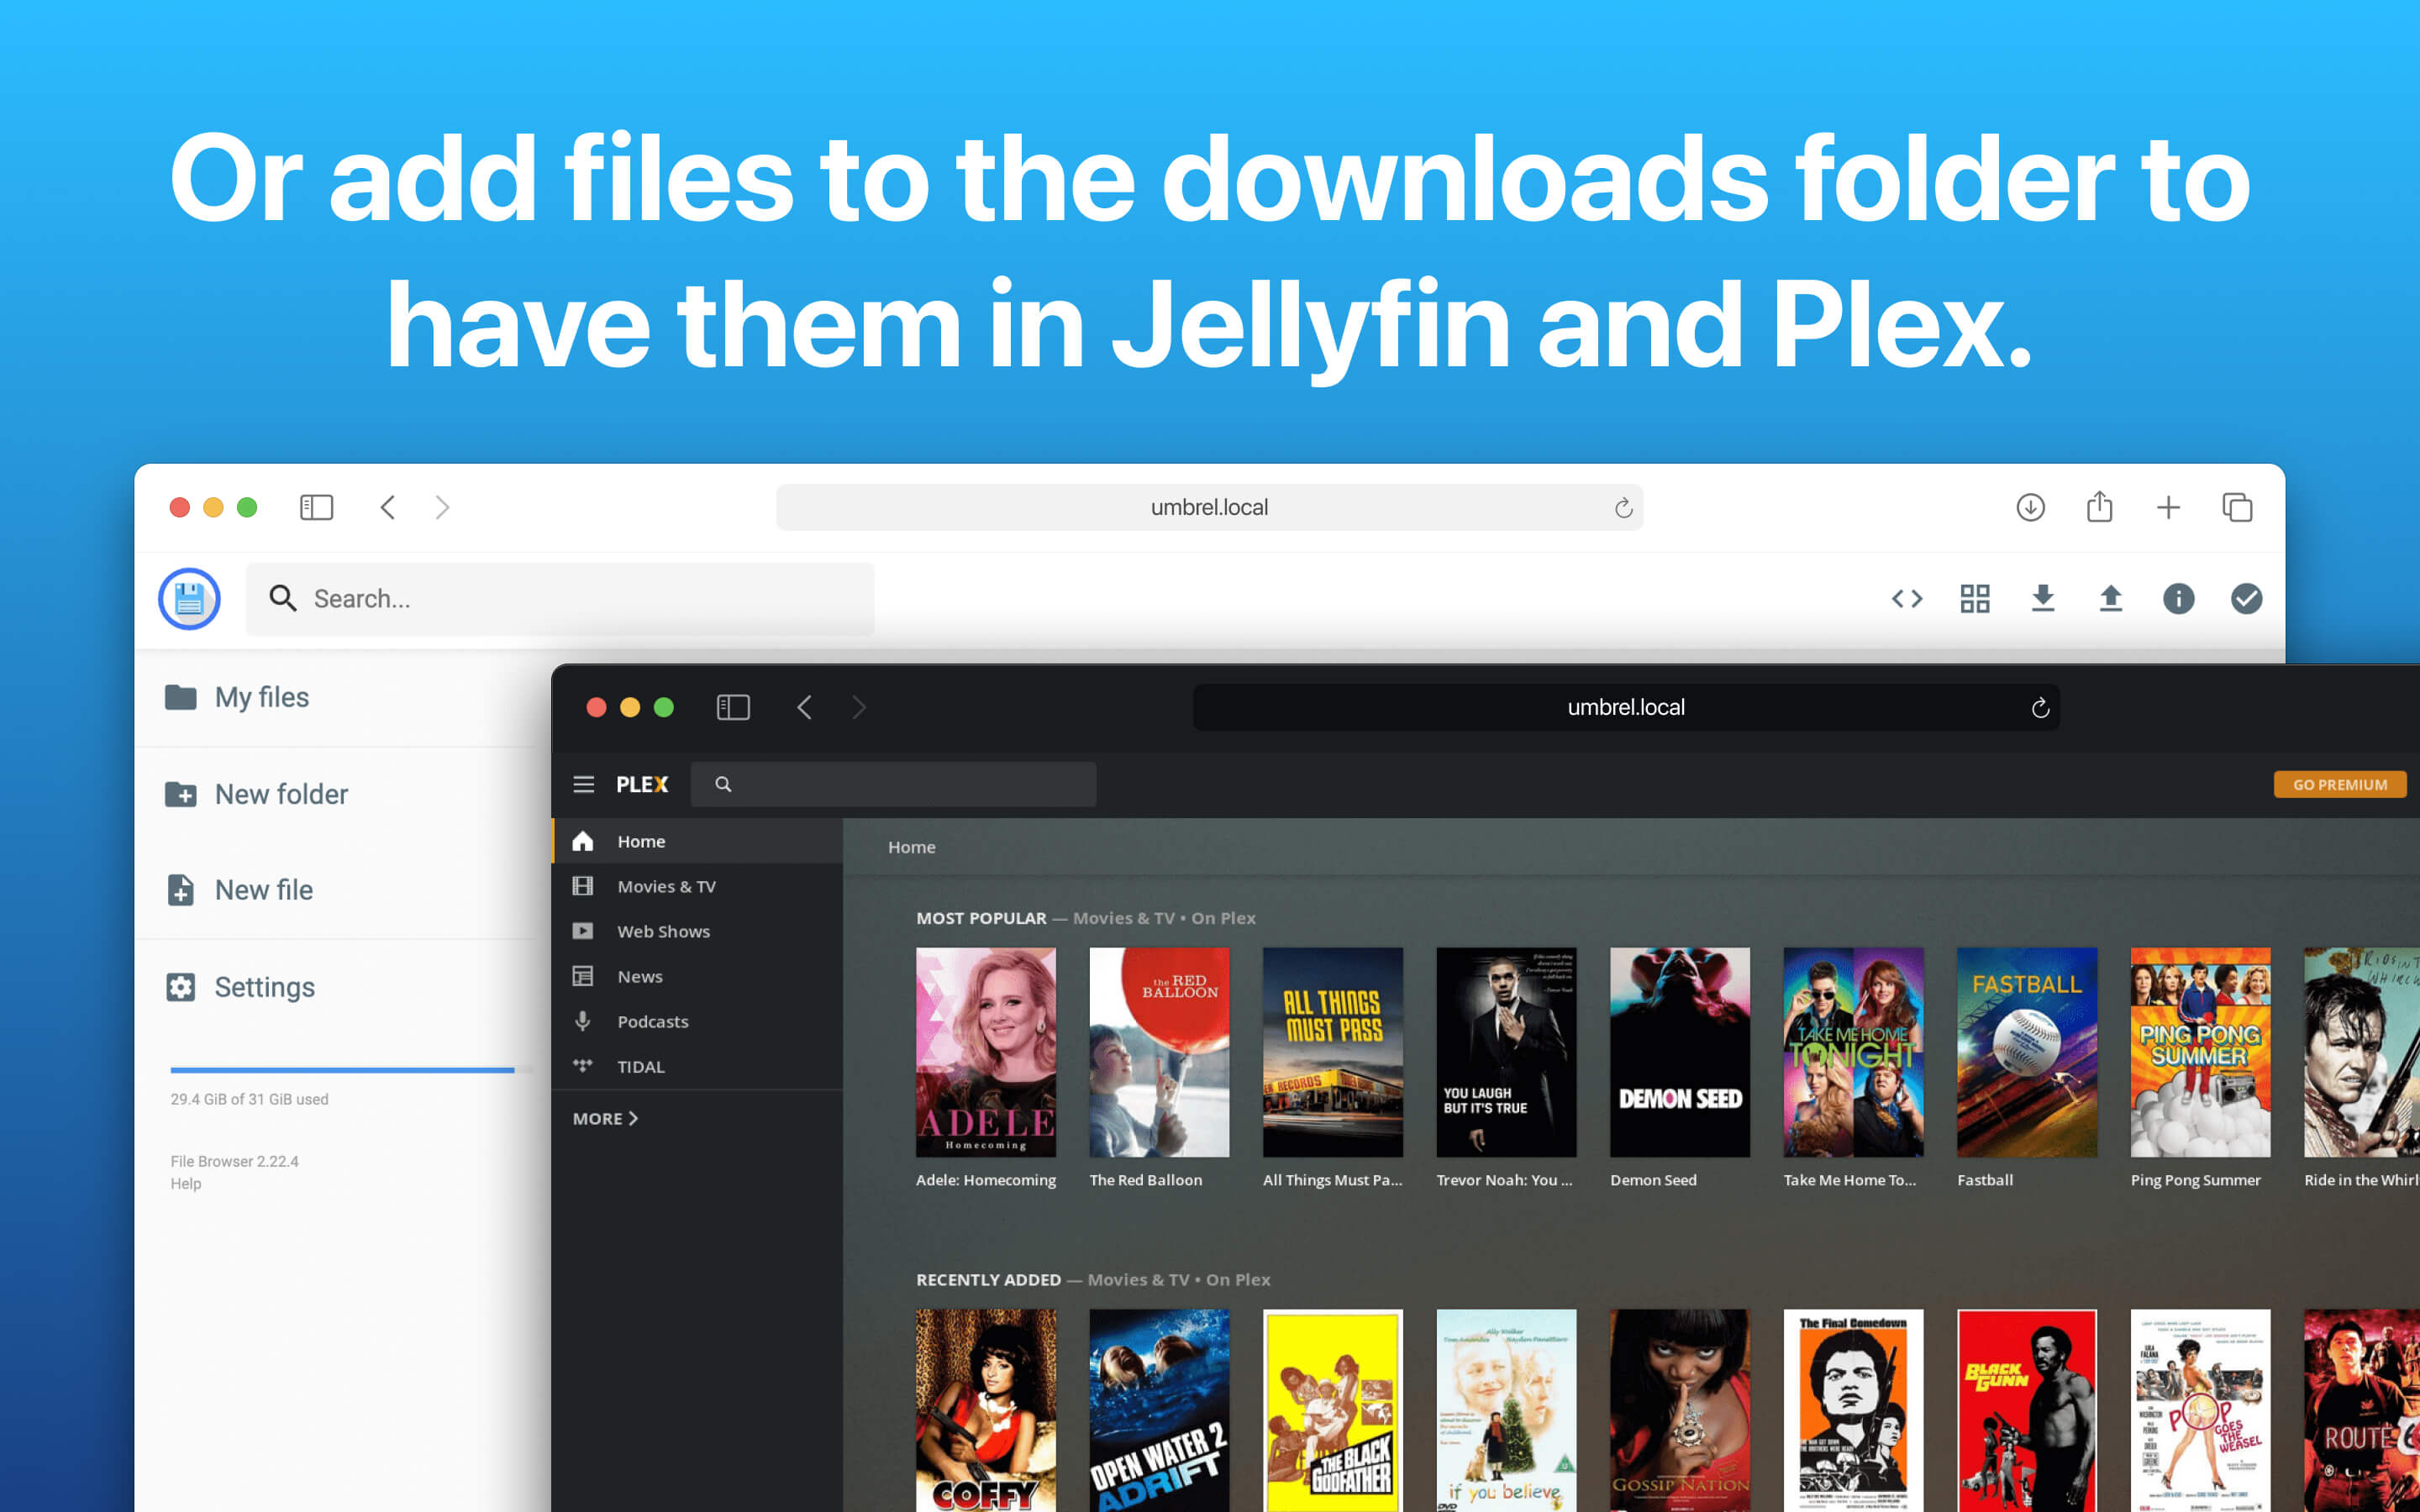 Or add files to the downloads folder to
have them in Jellyfin and Plex.
umbrel.local
Search...
My files
New folder
New file
Settings
29.4 GiB of 31 GiB used
File Browser 2.22.4
Help
umbrel.local
PLEX
GO PREMIUM
Home
Movies & TV
Web Shows
News
Podcasts
TIDAL
MORE
Home
MOST POPULAR — Movies & TV • On Plex
ADELE
Homecoming
the RED
BALLOON
ALL THINGS
MUST PASS
YOU LAUGH
BUT IT'S TRUE
DEMON SEED
TAKE ME HOME
TONIGHT
FASTBALL
PING PONG
SUMMER
Adele: Homecoming
The Red Balloon
All Things Must Pa...
Trevor Noah: You ...
Demon Seed
Take Me Home To...
Fastball
Ping Pong Summer
Ride in the Whirl
RECENTLY ADDED — Movies & TV • On Plex
COFFY
OPEN WATER 2
ADRIFT
THE BLACK
GODFATHER
if you believe
DVD
GOSSIP NATION
The Final Comedown
BLACK
GUNN
POP
GOES
THE
WEASEL
ROUTE